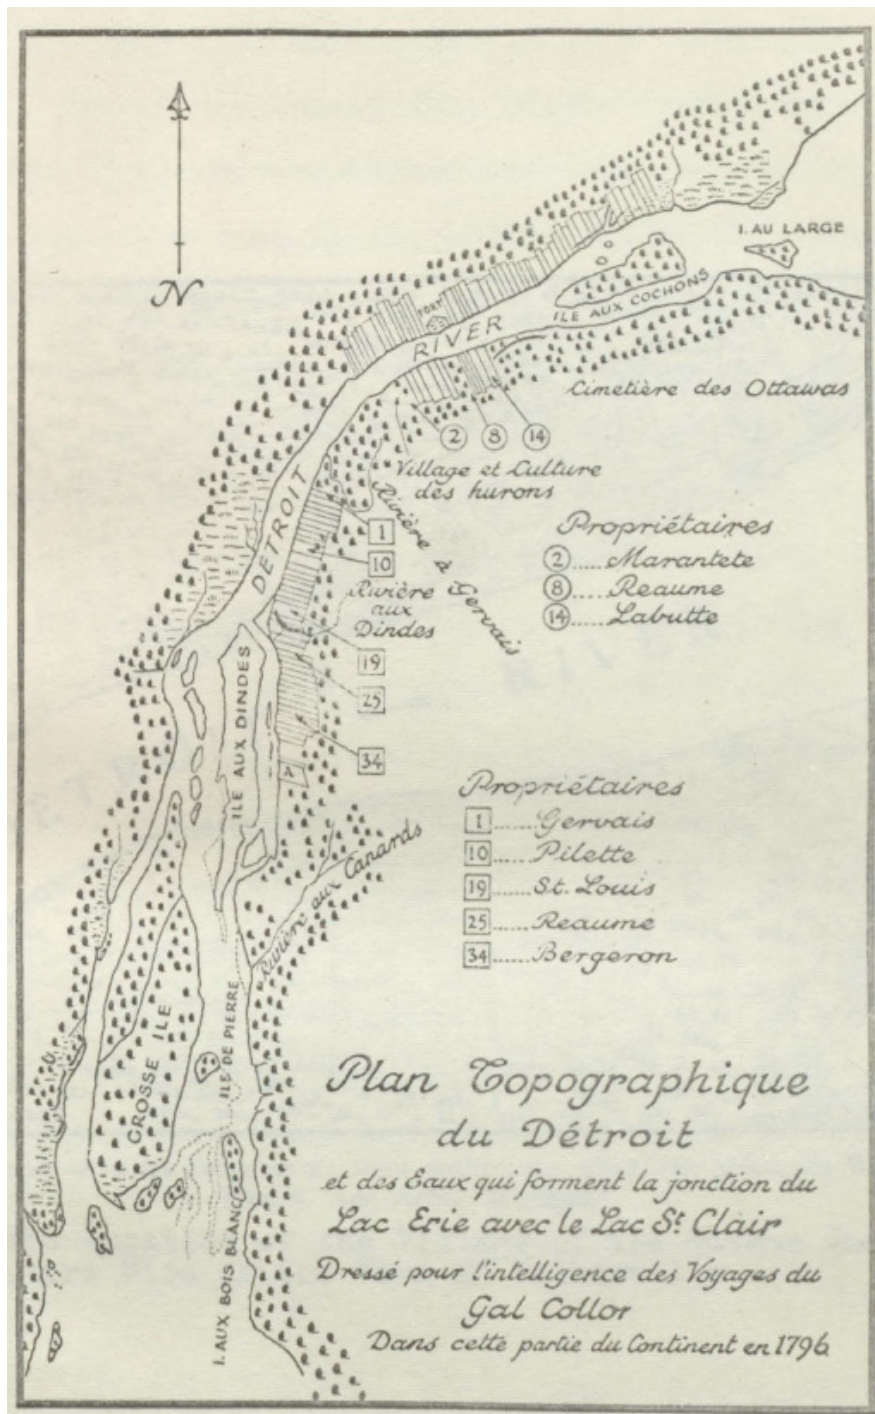 N
I. AU LARGE
ILE AUX COCHONS
FORT
DETROIT RIVER
Cimetière des Ottawas
2 8 14
Village et Culture
des hurons
Rivière à Gervais
1
10
Rivière
aux
Dindes
19
25
34
A
ILE AUX DINDES
Rivière aux Canards
GROSSE ILE
ILE DE PIERRE
I. AUX BOIS BLANC
Propriétaires
2.....Marantete
8.....Reaume
14.....Labutte
Propriétaires
1......Gervais
10.....Pilette
19.....St. Louis
25.....Reaume
34.....Bergeron
Plan Topographique
du Détroit
et des Eaux qui forment la jonction du
Lac Erie avec le Lac St. Clair
Dressé pour l'intelligence des Voyages du
Gal Collor
Dans cette partie du Continent en 1796